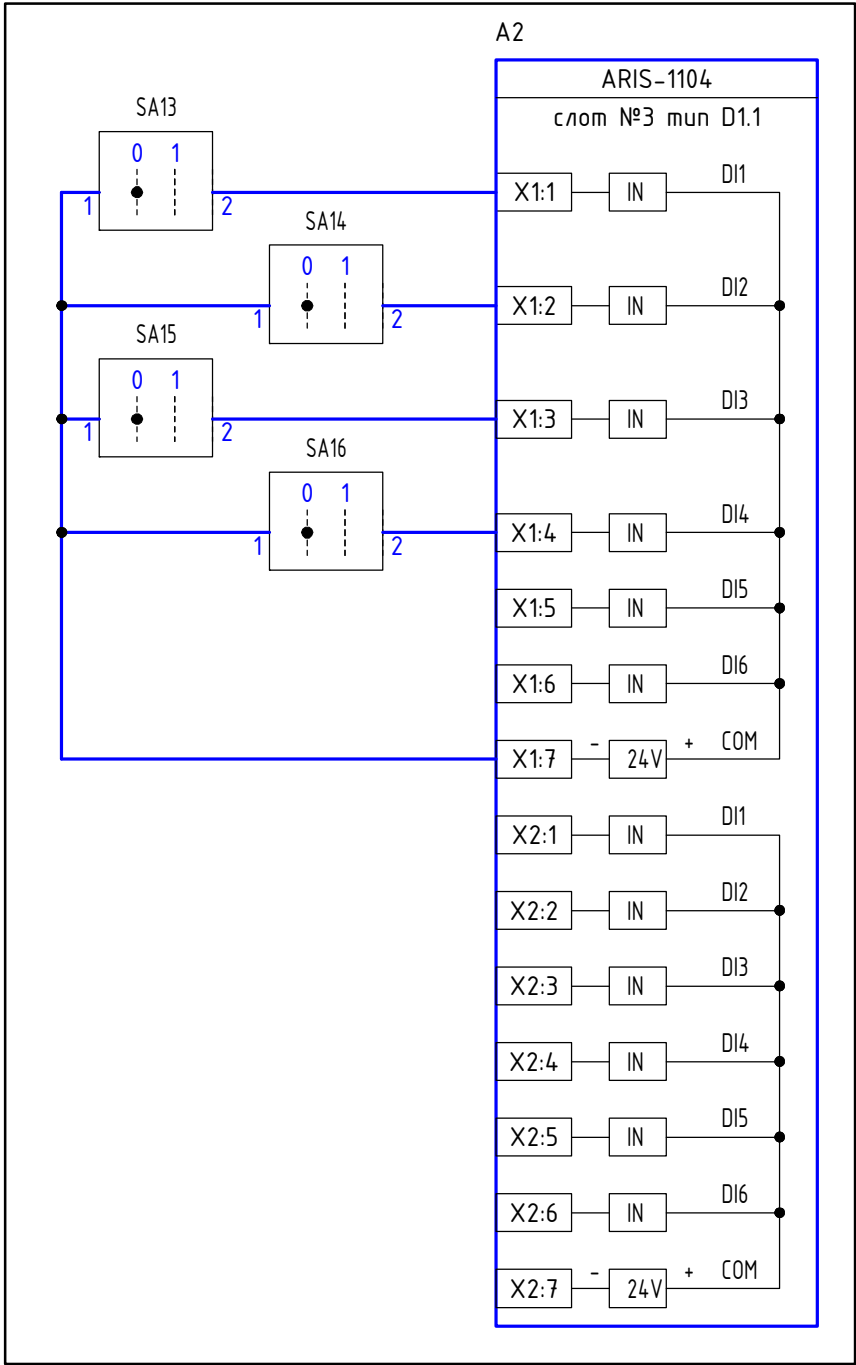 A2
ARIS-1104
слот №3 тип D1.1
SA13
0 1
1 2
X1:1 IN DI1
SA14
0 1
1 2
X1:2 IN DI2
SA15
0 1
1 2
X1:3 IN DI3
SA16
0 1
1 2
X1:4 IN DI4
X1:5 IN DI5
X1:6 IN DI6
X1:7 - 24V + COM
X2:1 IN DI1
X2:2 IN DI2
X2:3 IN DI3
X2:4 IN DI4
X2:5 IN DI5
X2:6 IN DI6
X2:7 - 24V + COM